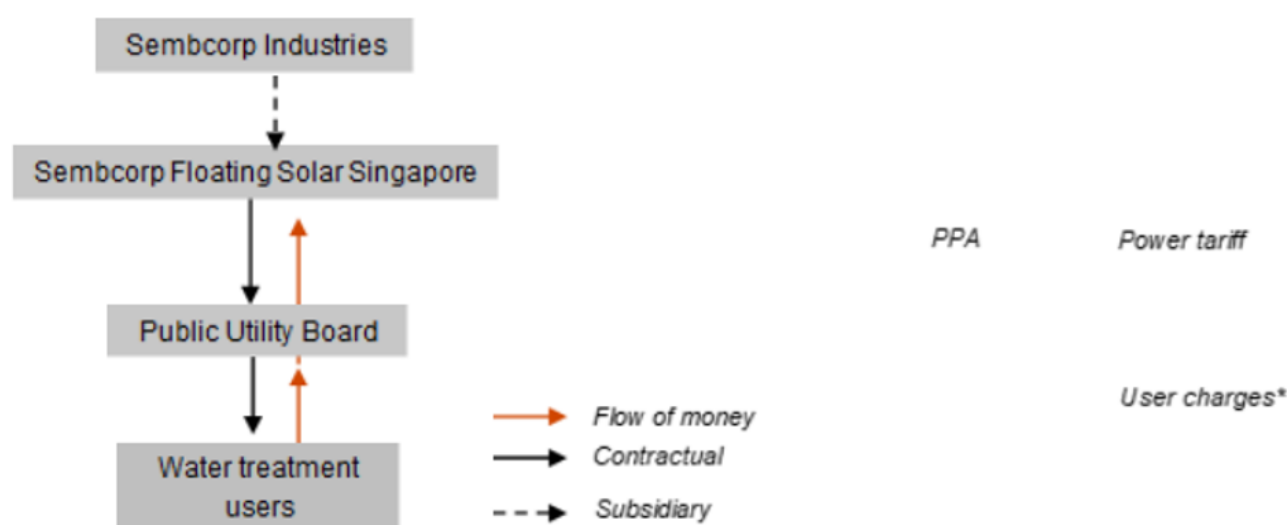 Sembcorp Industries
Sembcorp Floating Solar Singapore
PPA
Power tariff
Public Utility Board
User charges*
Flow of money
Contractual
Water treatment
users
Subsidiary